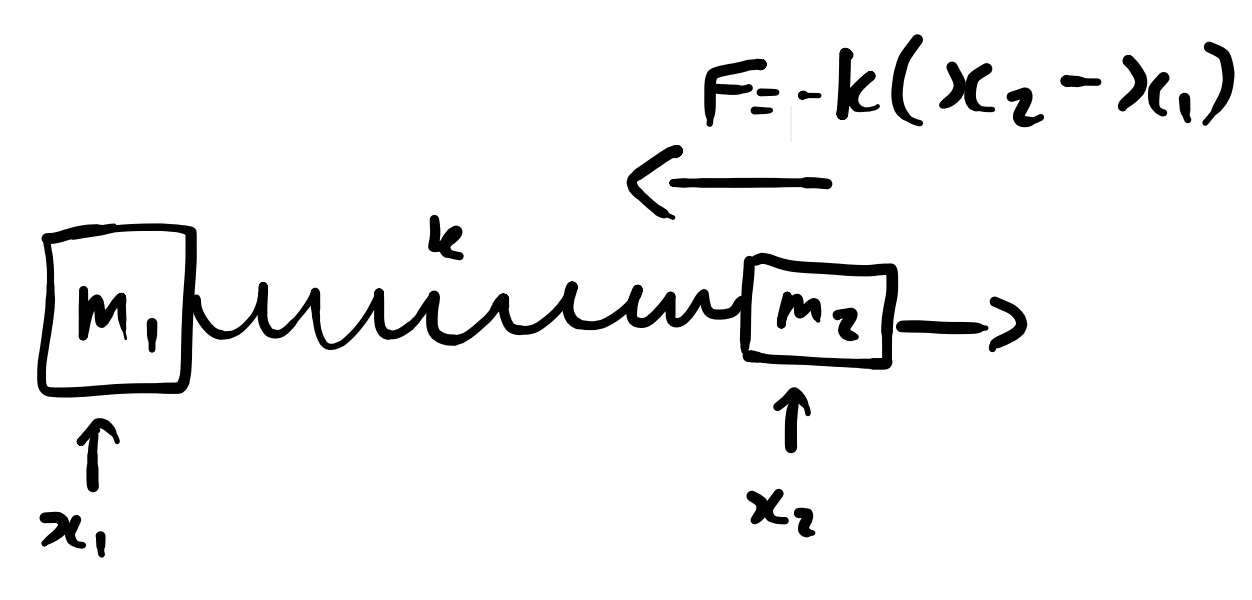 F=-k(x₂-x₁)
k
m₁
m₂
x₁
x₂